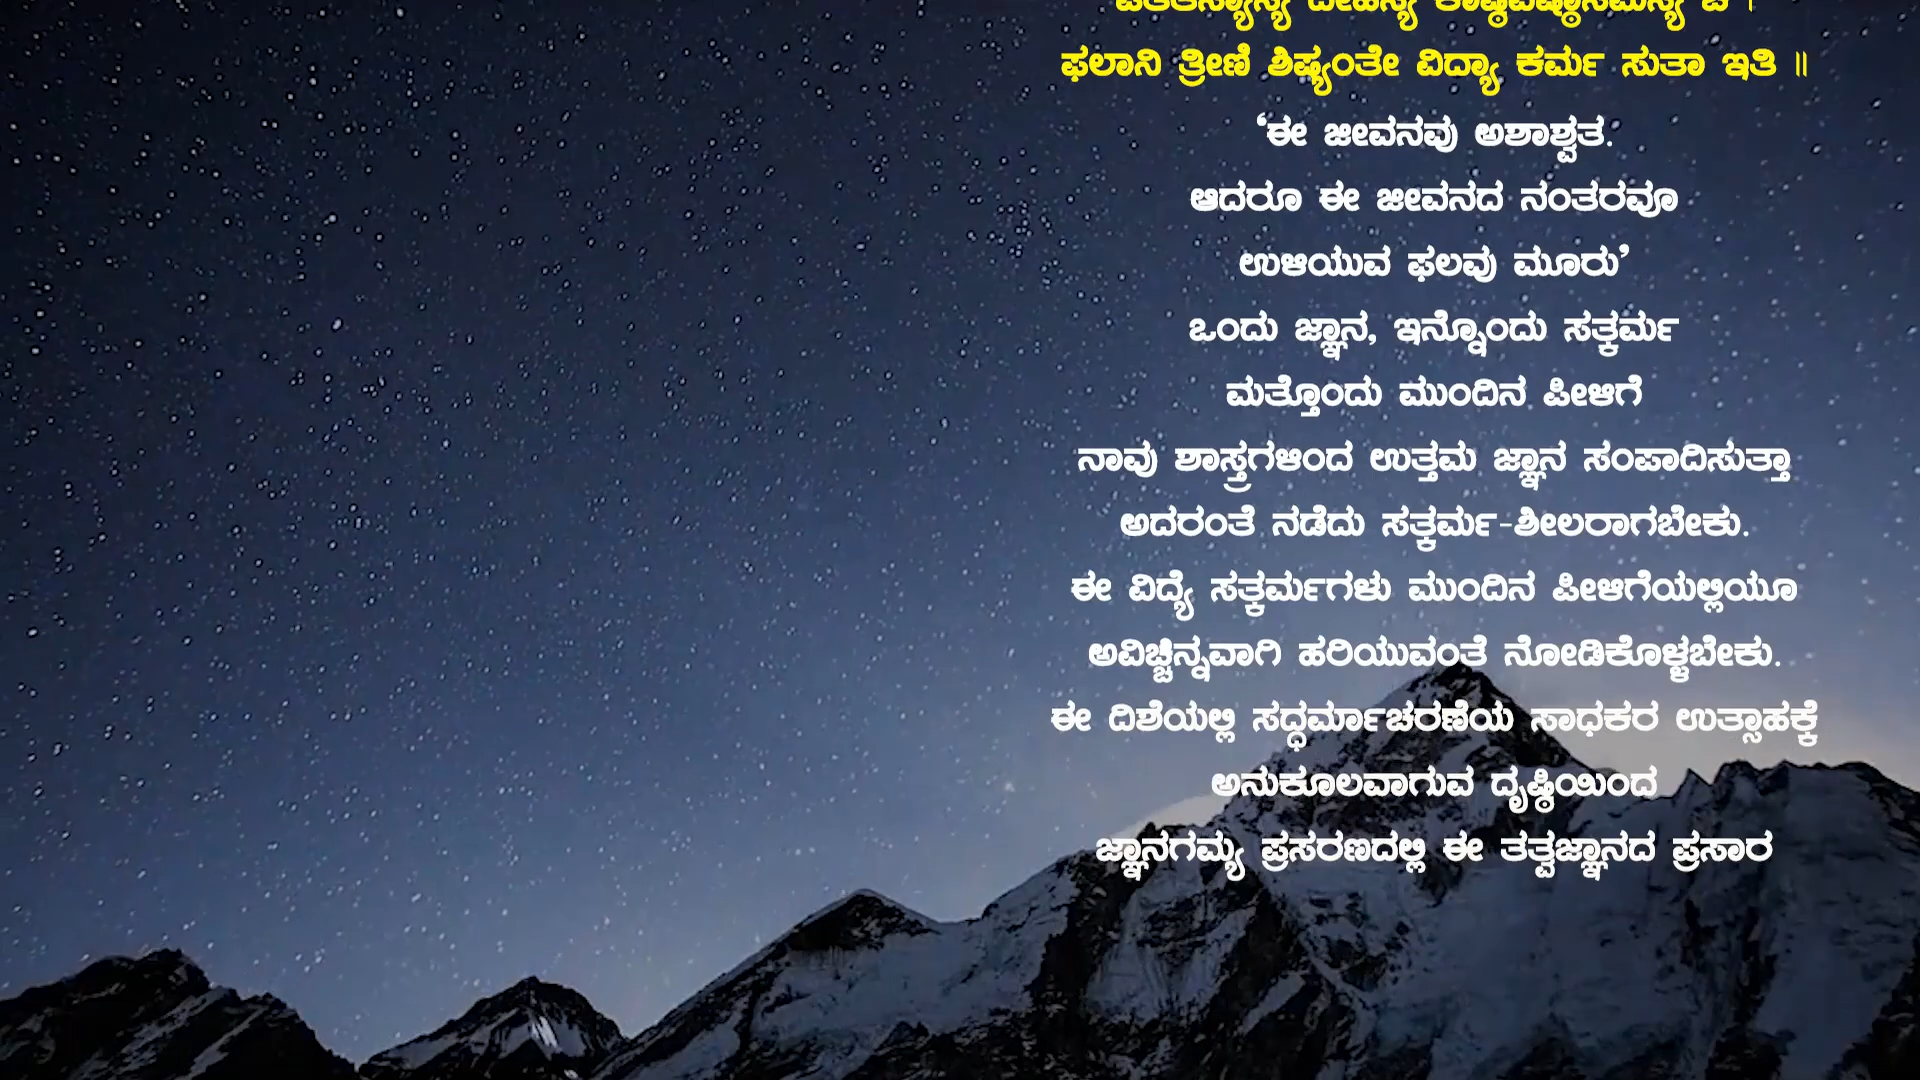 ಫಲಾನಿ ತ್ರೀಣಿ ಶಿಷ್ಯಂತೇ ವಿದ್ಯಾ ಕರ್ಮ ಸುತಾ ಇತಿ ॥
‘ಈ ಜೀವನವು ಅಶಾಶ್ವತ.
ಆದರೂ ಈ ಜೀವನದ ನಂತರವೂ
ಉಳಿಯುವ ಫಲವು ಮೂರು’
ಒಂದು ಜ್ಞಾನ, ಇನ್ನೊಂದು ಸತ್ಕರ್ಮ
ಮತ್ತೊಂದು ಮುಂದಿನ ಪೀಳಿಗೆ
ನಾವು ಶಾಸ್ತ್ರಗಳಿಂದ ಉತ್ತಮ ಜ್ಞಾನ ಸಂಪಾದಿಸುತ್ತಾ
ಅದರಂತೆ ನಡೆದು ಸತ್ಕರ್ಮ-ಶೀಲರಾಗಬೇಕು.
ಈ ವಿದ್ಯೆ ಸತ್ಕರ್ಮಗಳು ಮುಂದಿನ ಪೀಳಿಗೆಯಲ್ಲಿಯೂ
ಅವಿಚ್ಚಿನ್ನವಾಗಿ ಹರಿಯುವಂತೆ ನೋಡಿಕೊಳ್ಳಬೇಕು.
ಈ ದಿಶೆಯಲ್ಲಿ ಸದ್ಧರ್ಮಾಚರಣೆಯ ಸಾಧಕರ ಉತ್ಸಾಹಕ್ಕೆ
ಅನುಕೂಲವಾಗುವ ದೃಷ್ಠಿಯಿಂದ
ಜ್ಞಾನಗಮ್ಯ ಪ್ರಸರಣದಲ್ಲಿ ಈ ತತ್ವಜ್ಞಾನದ ಪ್ರಸಾರ